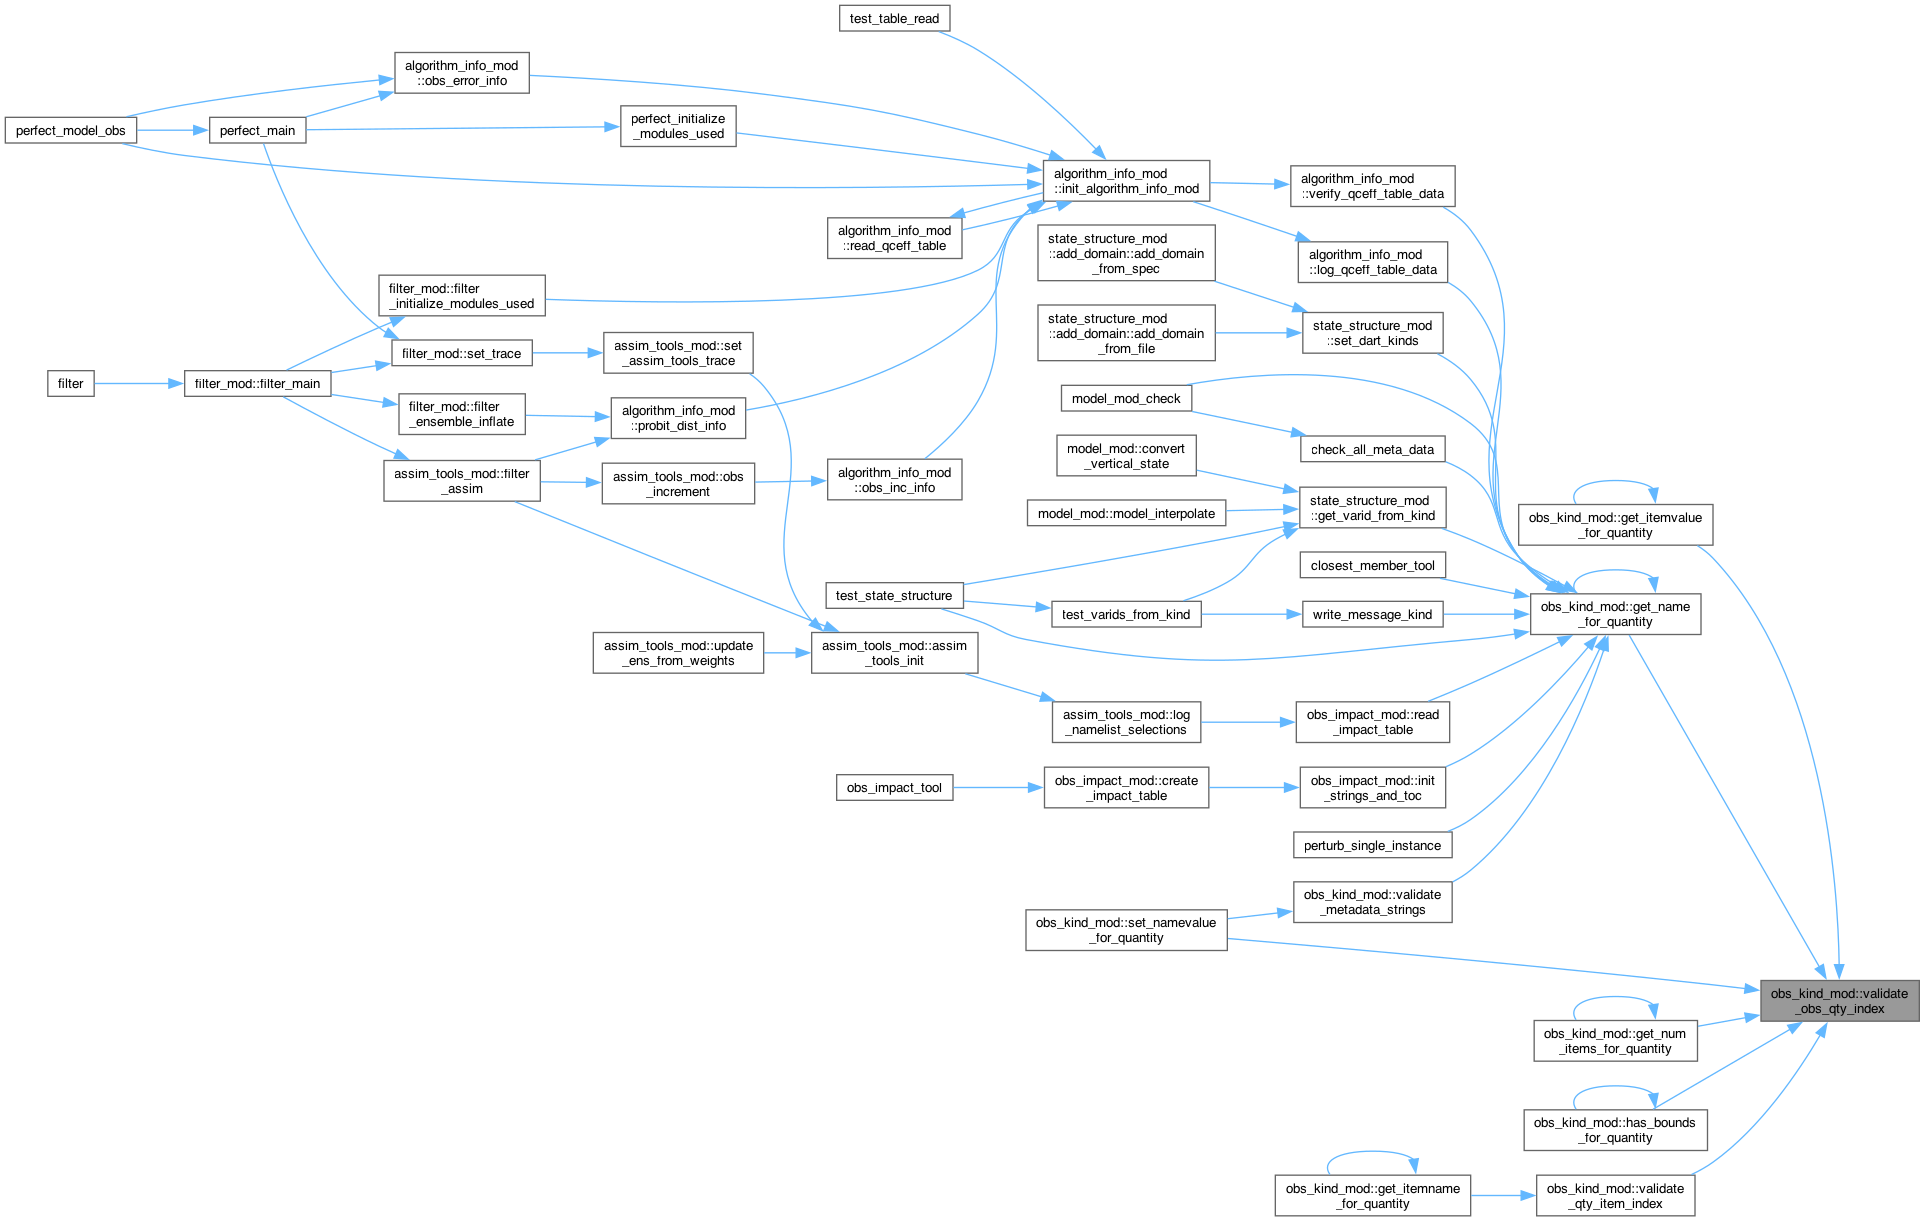 test_table_read
algorithm_info_mod
::obs_error_info
perfect_model_obs
perfect_main
perfect_initialize
_modules_used
algorithm_info_mod
::init_algorithm_info_mod
algorithm_info_mod
::verify_qceff_table_data
algorithm_info_mod
::read_qceff_table
state_structure_mod
::add_domain::add_domain
_from_spec
algorithm_info_mod
::log_qceff_table_data
filter_mod::filter
_initialize_modules_used
state_structure_mod
::add_domain::add_domain
_from_file
state_structure_mod
::set_dart_kinds
filter_mod::set_trace
assim_tools_mod::set
_assim_tools_trace
filter
filter_mod::filter_main
model_mod_check
filter_mod::filter
_ensemble_inflate
algorithm_info_mod
::probit_dist_info
check_all_meta_data
model_mod::convert
_vertical_state
assim_tools_mod::filter
_assim
assim_tools_mod::obs
_increment
algorithm_info_mod
::obs_inc_info
state_structure_mod
::get_varid_from_kind
model_mod::model_interpolate
obs_kind_mod::get_itemvalue
_for_quantity
closest_member_tool
test_state_structure
test_varids_from_kind
write_message_kind
obs_kind_mod::get_name
_for_quantity
assim_tools_mod::update
_ens_from_weights
assim_tools_mod::assim
_tools_init
assim_tools_mod::log
_namelist_selections
obs_impact_mod::read
_impact_table
obs_impact_tool
obs_impact_mod::create
_impact_table
obs_impact_mod::init
_strings_and_toc
perturb_single_instance
obs_kind_mod::validate
_metadata_strings
obs_kind_mod::set_namevalue
_for_quantity
obs_kind_mod::validate
_obs_qty_index
obs_kind_mod::get_num
_items_for_quantity
obs_kind_mod::has_bounds
_for_quantity
obs_kind_mod::get_itemname
_for_quantity
obs_kind_mod::validate
_qty_item_index